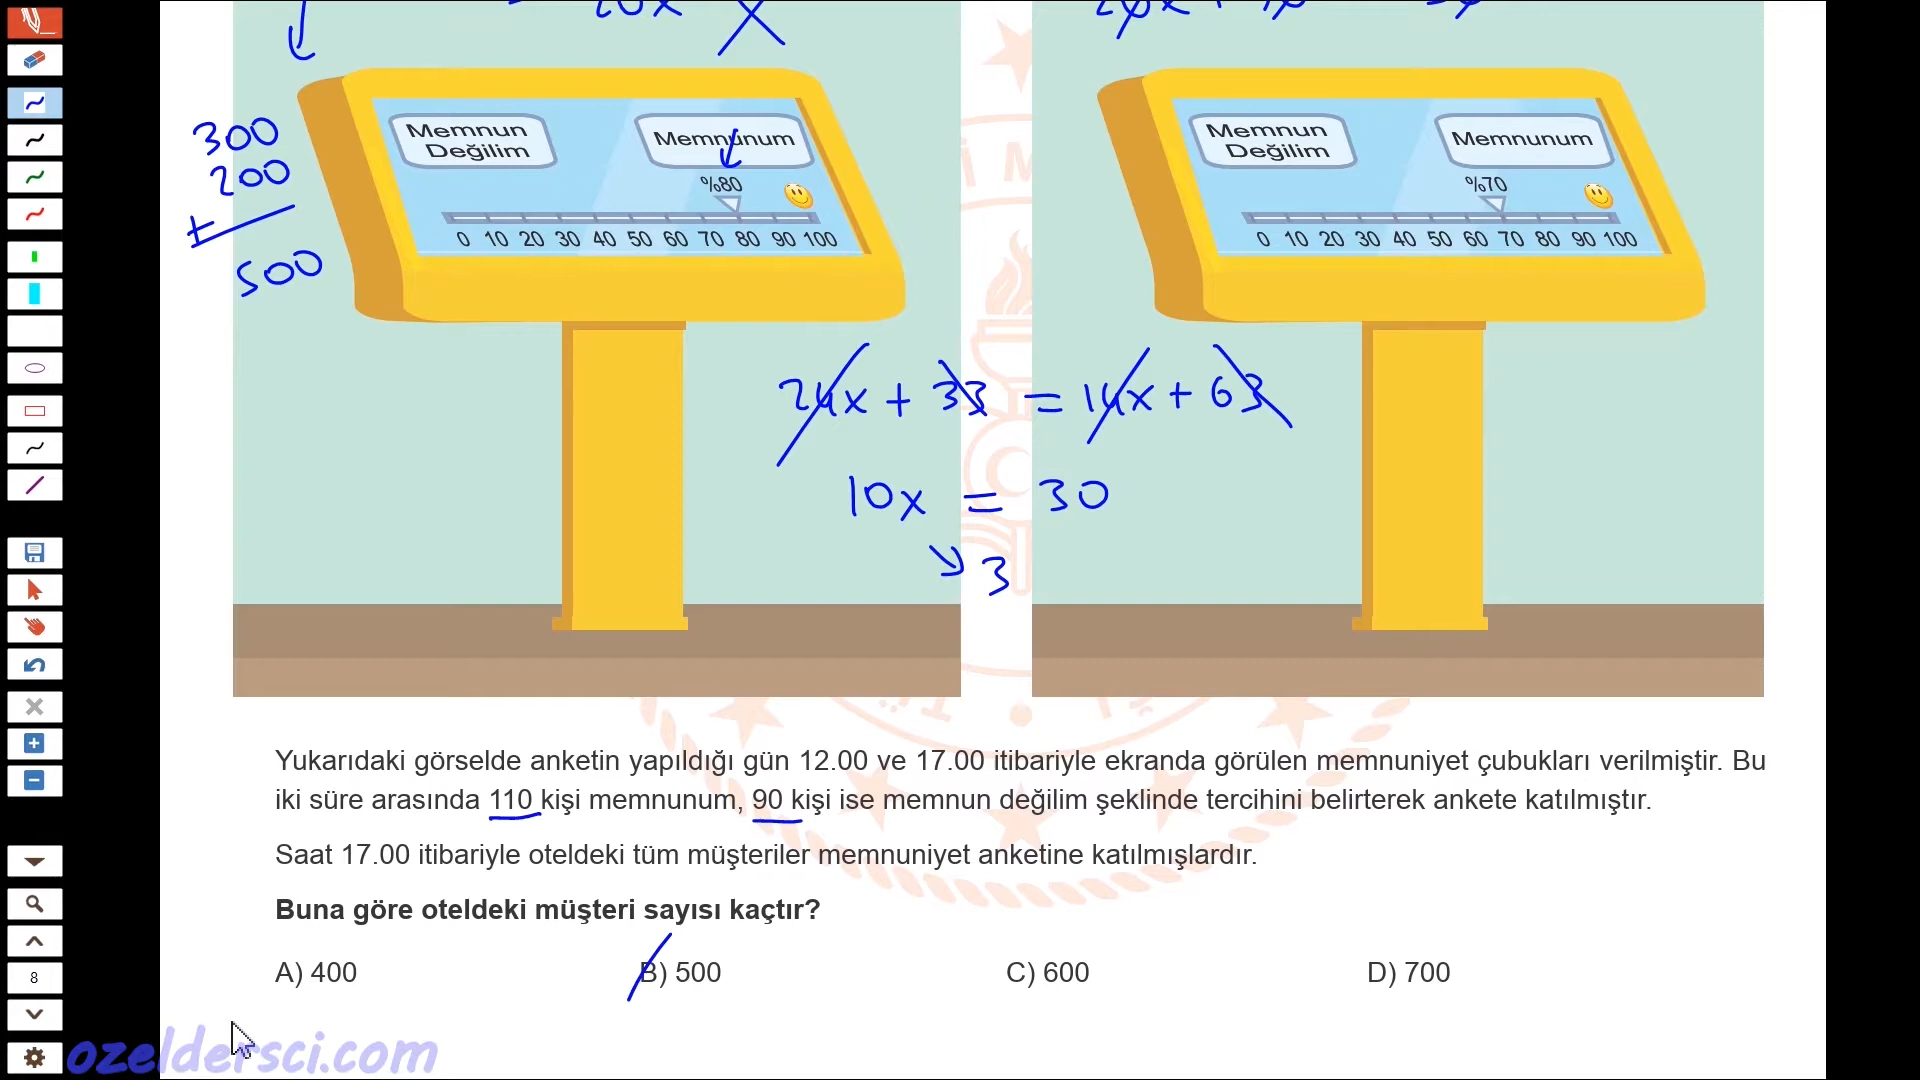 20x
300
200
+
500
Memnun
Değilim
Memnunum
%80
0 10 20 30 40 50 60 70 80 90 100
Memnun
Değilim
Memnunum
%70
0 10 20 30 40 50 60 70 80 90 100
24x + 33 = 14x + 63
10x = 30
3
Yukarıdaki görselde anketin yapıldığı gün 12.00 ve 17.00 itibariyle ekranda görülen memnuniyet çubukları verilmiştir. Bu
iki süre arasında 110 kişi memnunum, 90 kişi ise memnun değilim şeklinde tercihini belirterek ankete katılmıştır.
Saat 17.00 itibariyle oteldeki tüm müşteriler memnuniyet anketine katılmışlardır.
Buna göre oteldeki müşteri sayısı kaçtır?
A) 400 B) 500 C) 600 D) 700
8
ozeldersci.com